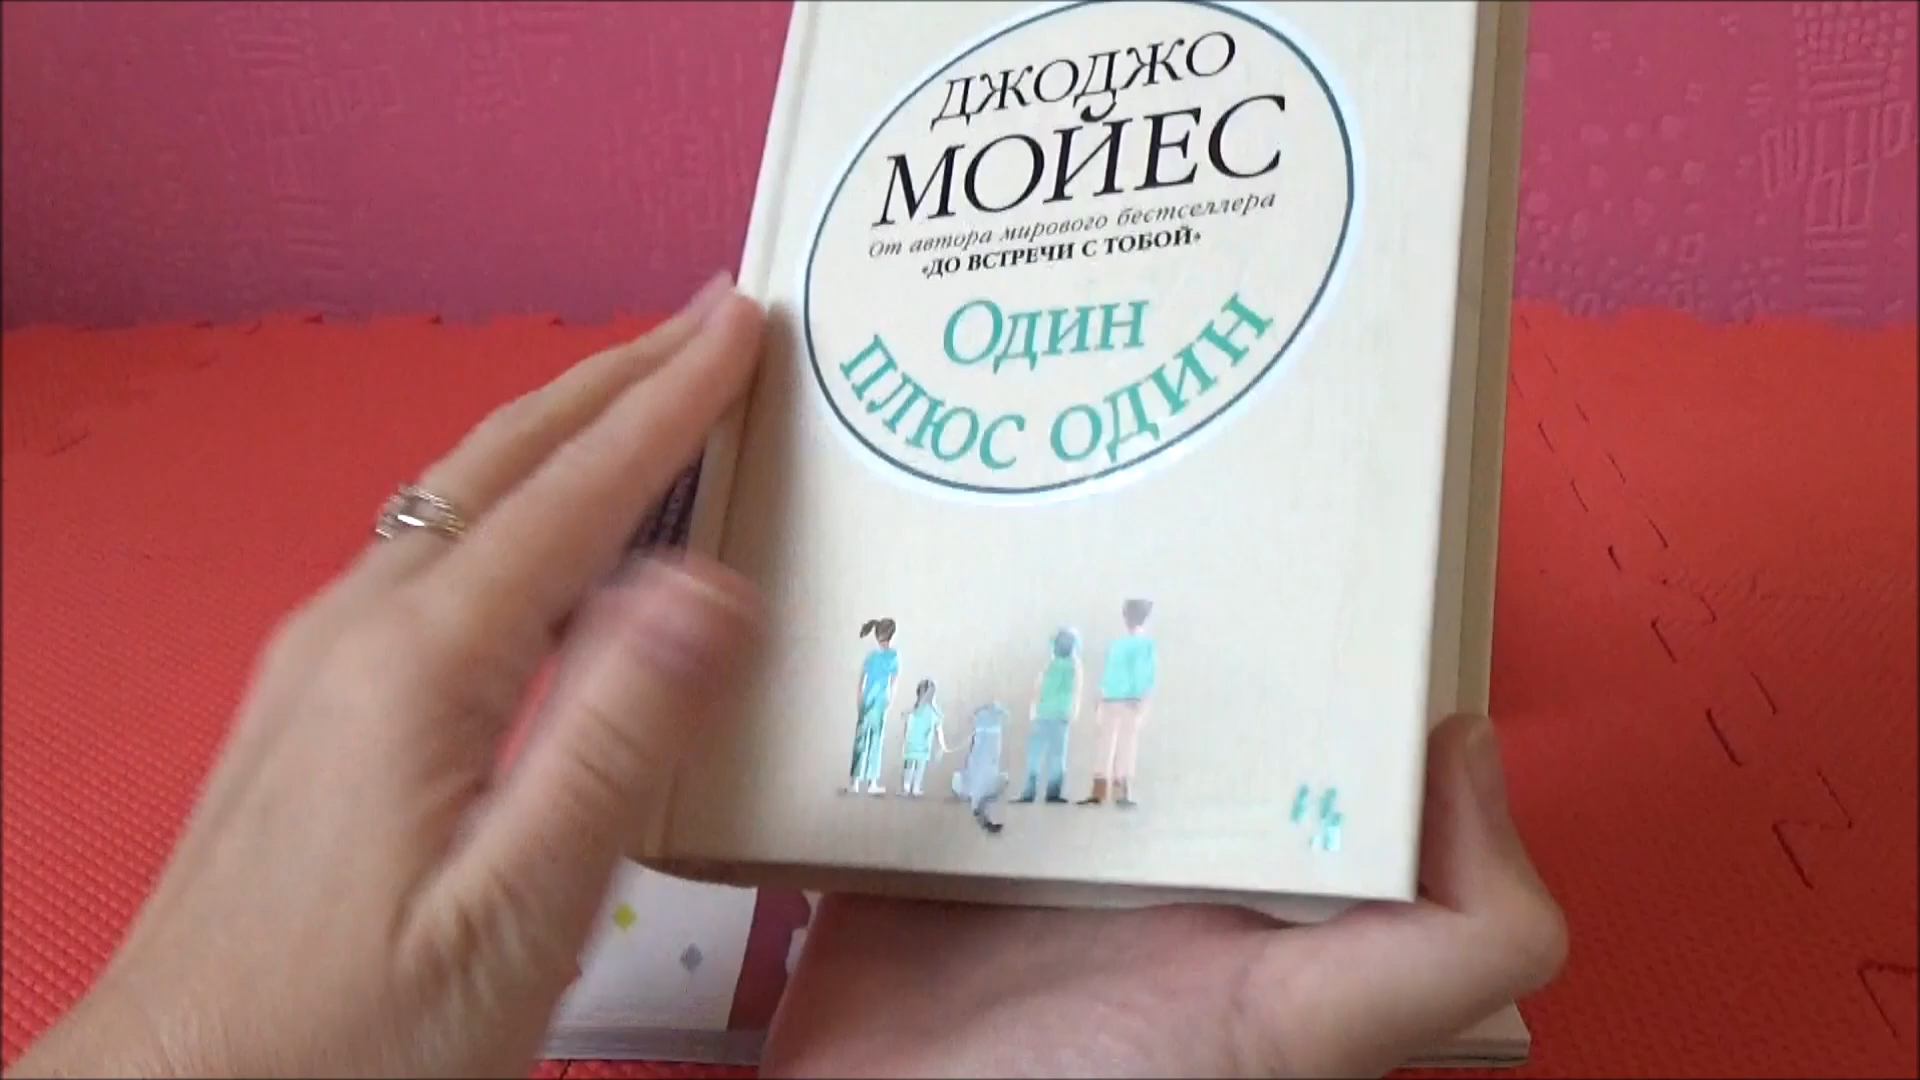 ДЖОДЖО
МОЙЕС
От автора мирового бестселлера
«ДО ВСТРЕЧИ С ТОБОЙ»
Один
плюс один